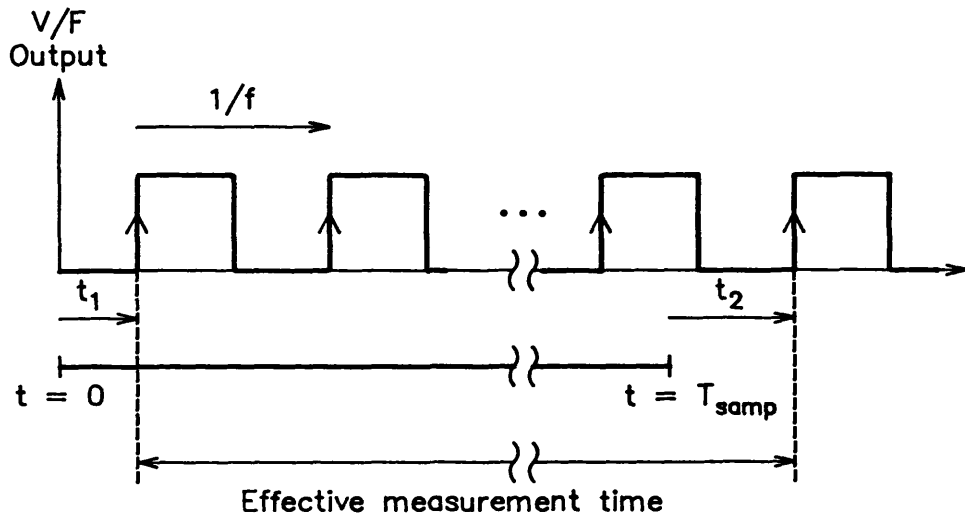 V/F
Output
1/f
...
t1
t2
t = 0
t = Tsamp
Effective measurement time